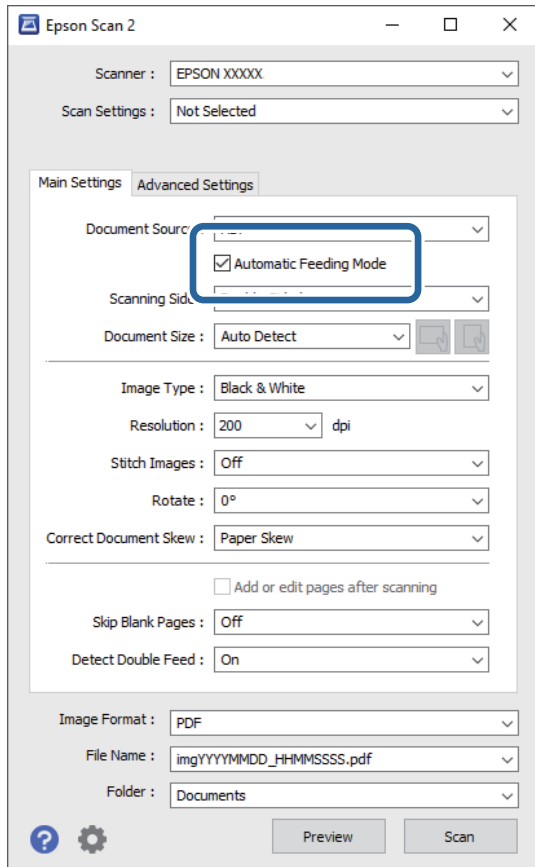 Epson Scan 2
Scanner : EPSON XXXXX
Scan Settings : Not Selected
Main Settings Advanced Settings
Document
Automatic Feeding Mode
Scanning
Document Size : Auto Detect
Image Type : Black & White
Resolution : 200 dpi
Stitch Images : Off
Rotate : 0°
Correct Document Skew : Paper Skew
Add or edit pages after scanning
Skip Blank Pages : Off
Detect Double Feed : On
Image Format : PDF
File Name : imgYYYYMMDD_HHMMSSSS.pdf
Folder : Documents
?
Preview Scan